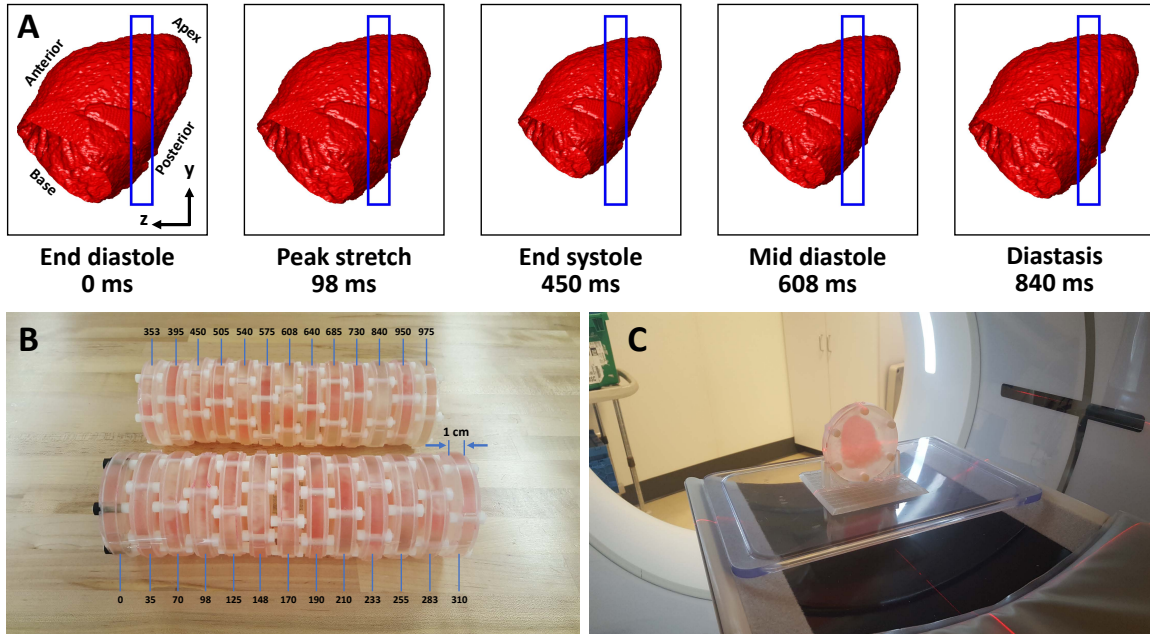 A
Anterior
Apex
Base
Posterior
y
z
End diastole
0 ms
Peak stretch
98 ms
End systole
450 ms
Mid diastole
608 ms
Diastasis
840 ms
B
353 395 450 505 540 575 608 640 685 730 840 950 975
1 cm
0 35 70 98 125 148 170 190 210 233 255 283 310
C